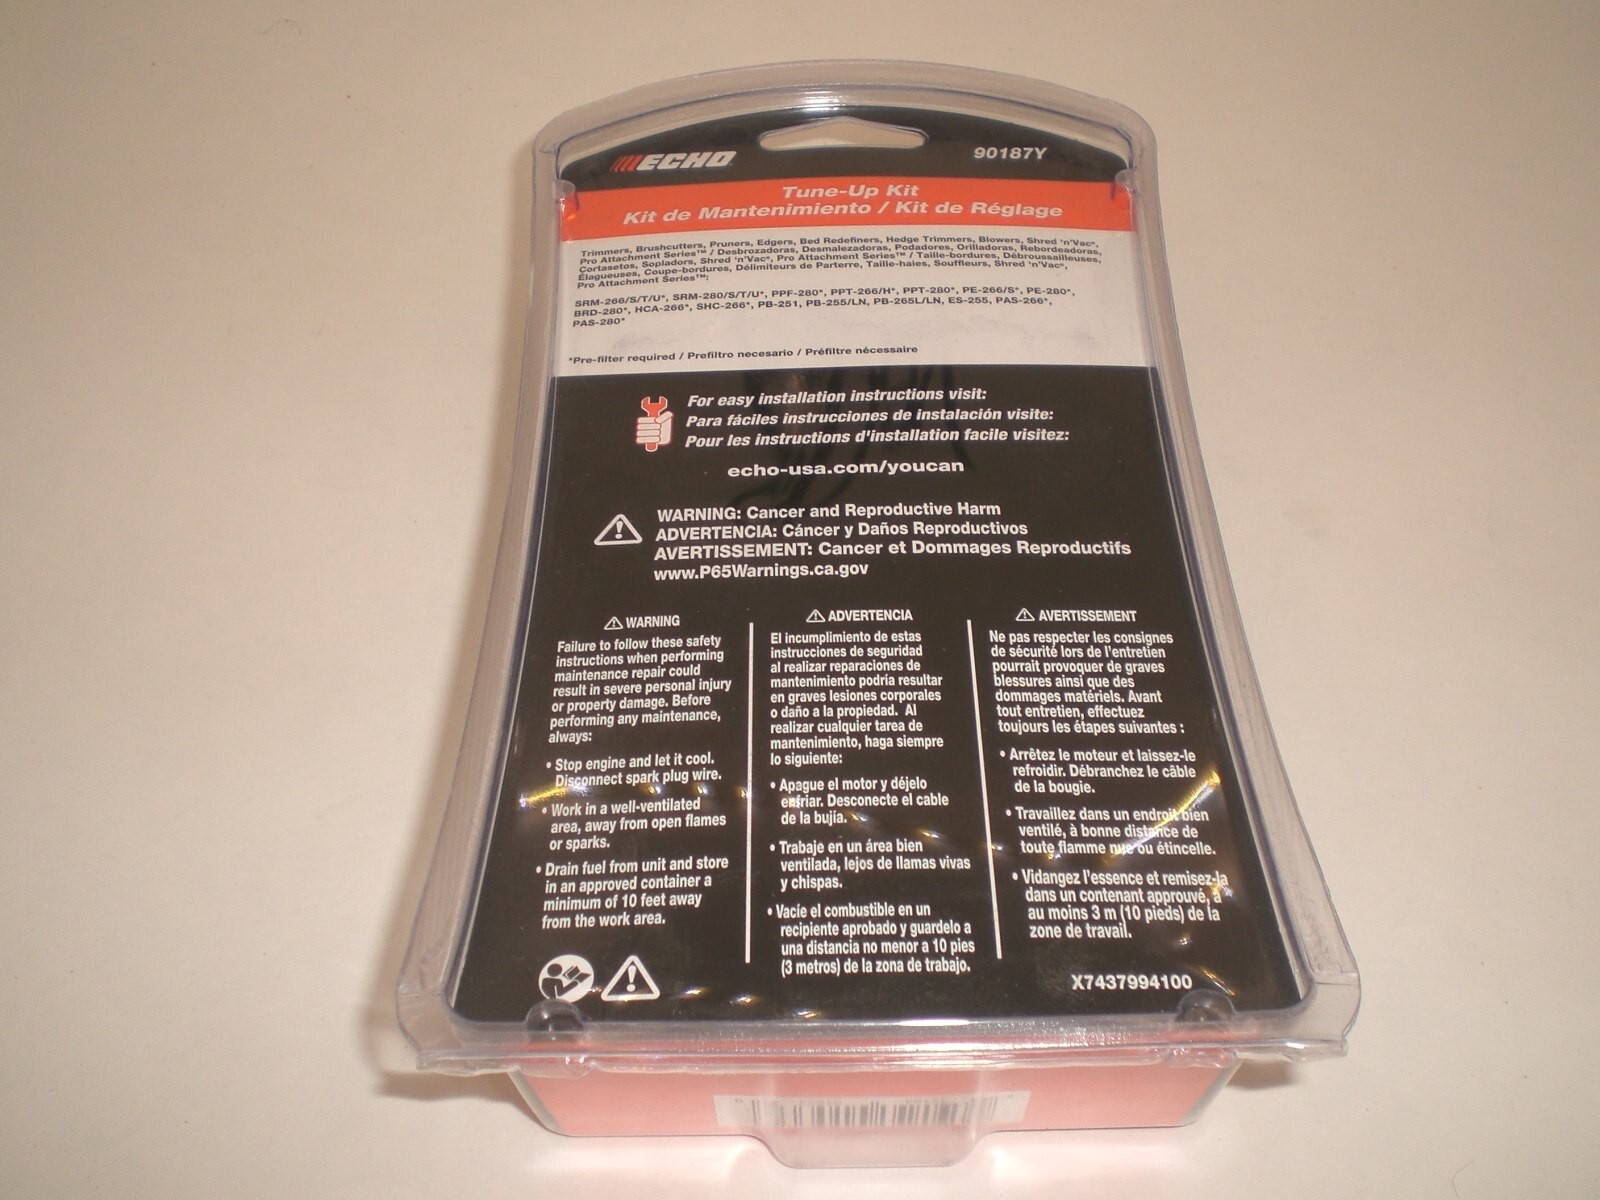 ECHO
90187Y
Tune-Up Kit
Kit de Mantenimiento / Kit de Réglage
Trimmers, Brushcutters, Pruners, Edgers, Bed Redefiners, Hedge Trimmers, Blowers, Shred 'n'Vac®,
Pro Attachment Series™ / Desbrozadoras, Desmalezadoras, Podadores, Orilladoras, Rebordeadoras,
Cortasetos, Sopladors, Shred 'n'Vac®, Pro Attachment Series™ / Taille-bordures, Débroussailleuses,
Élagueuses, Coupe-bordures, Délimiteurs de Parterre, Taille-haies, Souffleurs, Shred 'n'Vac®,
Pro Attachment Series™:
SRM-266/S/T/U*, SRM-280/S/T/U*, PPF-280*, PPT-266/H*, PPT-280*, PE-266/S*, PE-280*,
BRD-280*, HCA-266*, SHC-266*, PB-251, PB-255/LN, PB-265L/LN, ES-255, PAS-266*,
PAS-280*
*Pre-filter required / Prefiltro necesario / Préfiltre nécessaire
For easy installation instructions visit:
Para fáciles instrucciones de instalación visite:
Pour les instructions d'installation facile visitez:
echo-usa.com/youcan
WARNING: Cancer and Reproductive Harm
ADVERTENCIA: Cáncer y Daños Reproductivos
AVERTISSEMENT: Cancer et Dommages Reproductifs
www.P65Warnings.ca.gov
WARNING
Failure to follow these safety
instructions when performing
maintenance repair could
result in severe personal injury
or property damage. Before
performing any maintenance,
always:
• Stop engine and let it cool.
Disconnect spark plug wire.
• Work in a well-ventilated
area, away from open flames
or sparks.
• Drain fuel from unit and store
in an approved container a
minimum of 10 feet away
from the work area.
ADVERTENCIA
El incumplimiento de estas
instrucciones de seguridad
al realizar reparaciones de
mantenimiento podría resultar
en graves lesiones corporales
o daño a la propiedad. Al
realizar cualquier tarea de
mantenimiento, haga siempre
lo siguiente:
• Apague el motor y déjelo
enfriar. Desconecte el cable
de la bujía.
• Trabaje en un área bien
ventilada, lejos de llamas vivas
y chispas.
• Vacíe el combustible en un
recipiente aprobado y guardelo a
una distancia no menor a 10 pies
(3 metros) de la zona de trabajo.
AVERTISSEMENT
Ne pas respecter les consignes
de sécurité lors de l'entretien
pourrait provoquer de graves
blessures ainsi que des
dommages matériels. Avant
tout entretien, effectuez
toujours les étapes suivantes :
• Arrêtez le moteur et laissez-le
refroidir. Débranchez le câble
de la bougie.
• Travaillez dans un endroit bien
ventilé, à bonne distance de
toute flamme nue ou étincelle.
• Vidangez l'essence et remisez-la
dans un contenant approuvé, à
au moins 3 m (10 pieds) de la
zone de travail.
X7437994100